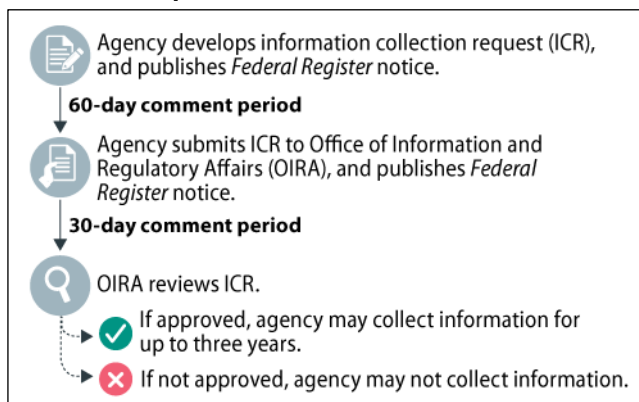 Agency develops information collection request (ICR),
and publishes Federal Register notice.
60-day comment period
Agency submits ICR to Office of Information and
Regulatory Affairs (OIRA), and publishes Federal
Register notice.
30-day comment period
OIRA reviews ICR.
If approved, agency may collect information for
up to three years.
If not approved, agency may not collect information.